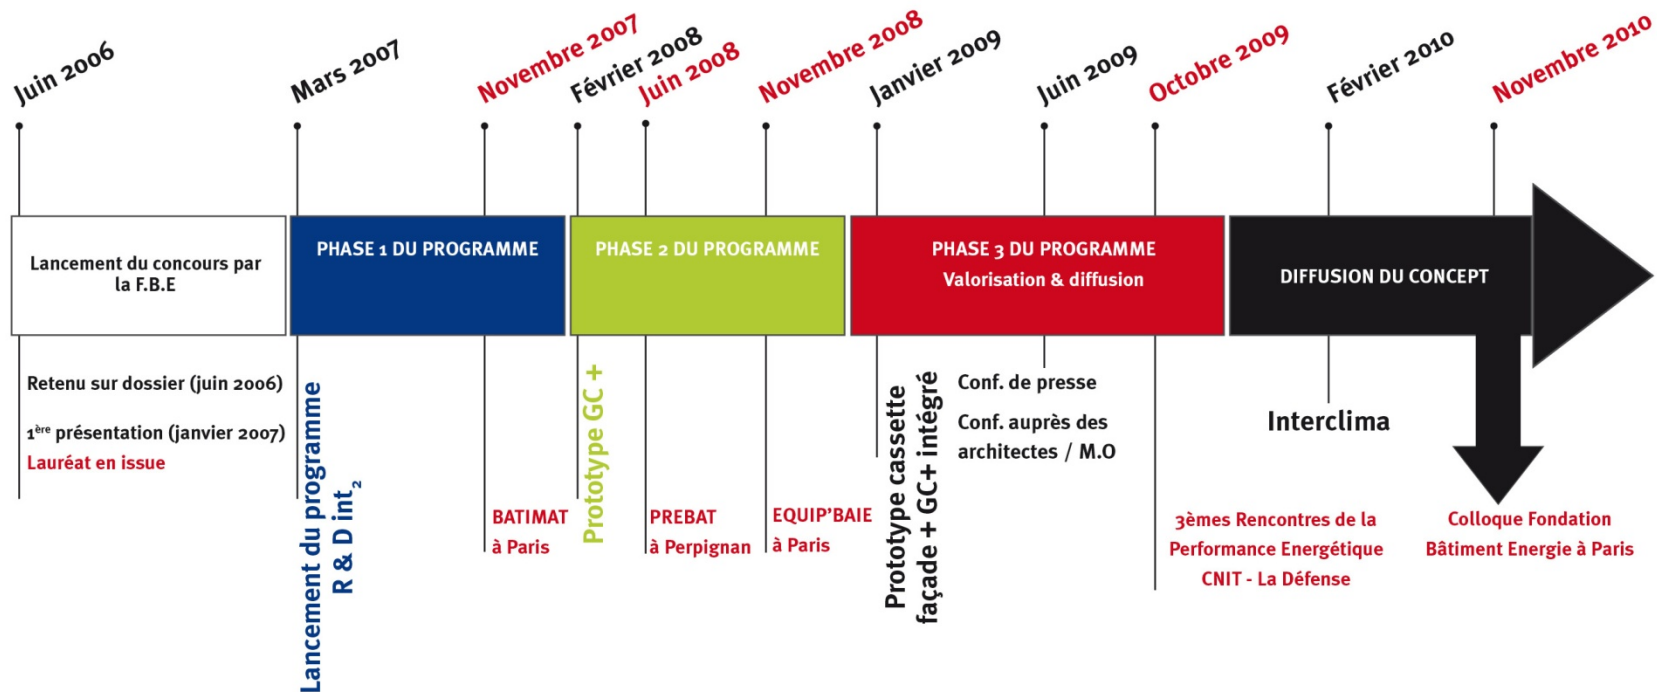 Juin 2006
Mars 2007
Novembre 2007
Février 2008
Juin 2008
Novembre 2008
Janvier 2009
Juin 2009
Octobre 2009
Février 2010
Novembre 2010
Lancement du concours par
la F.B.E
PHASE 1 DU PROGRAMME
PHASE 2 DU PROGRAMME
PHASE 3 DU PROGRAMME
Valorisation & diffusion
DIFFUSION DU CONCEPT
Retenu sur dossier (juin 2006)
1ère présentation (janvier 2007)
Lauréat en issue
Lancement du programme
R & D int2
BATIMAT
à Paris
Prototype GC +
PREBAT
à Perpignan
EQUIP'BAIE
à Paris
Prototype cassette
façade + GC+ intégré
Conf. de presse
Conf. auprès des
architectes / M.O
3èmes Rencontres de la
Performance Energétique
CNIT - La Défense
Interclima
Colloque Fondation
Bâtiment Energie à Paris